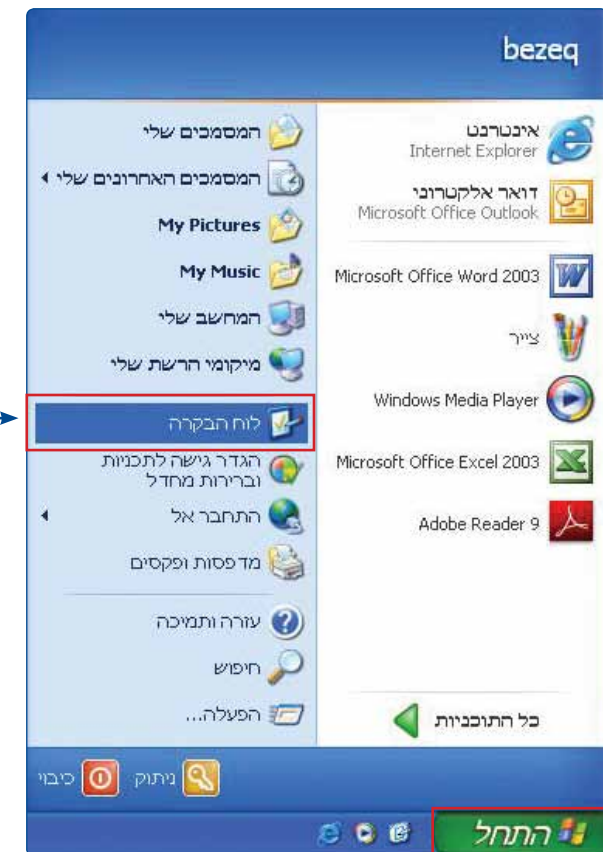 bezeq
אינטרנט
Internet Explorer
דואר אלקטרוני
Microsoft Office Outlook
Microsoft Office Word 2003
צייר
Windows Media Player
Microsoft Office Excel 2003
Adobe Reader 9
כל התוכניות
המסמכים שלי
המסמכים האחרונים שלי
My Pictures
My Music
המחשב שלי
מיקומי הרשת שלי
לוח הבקרה
הגדר גישה לתכניות
וברירות מחדל
התחבר אל
מדפסות ופקסים
עזרה ותמיכה
חיפוש
הפעלה...
ניתוק
כיבוי
התחל